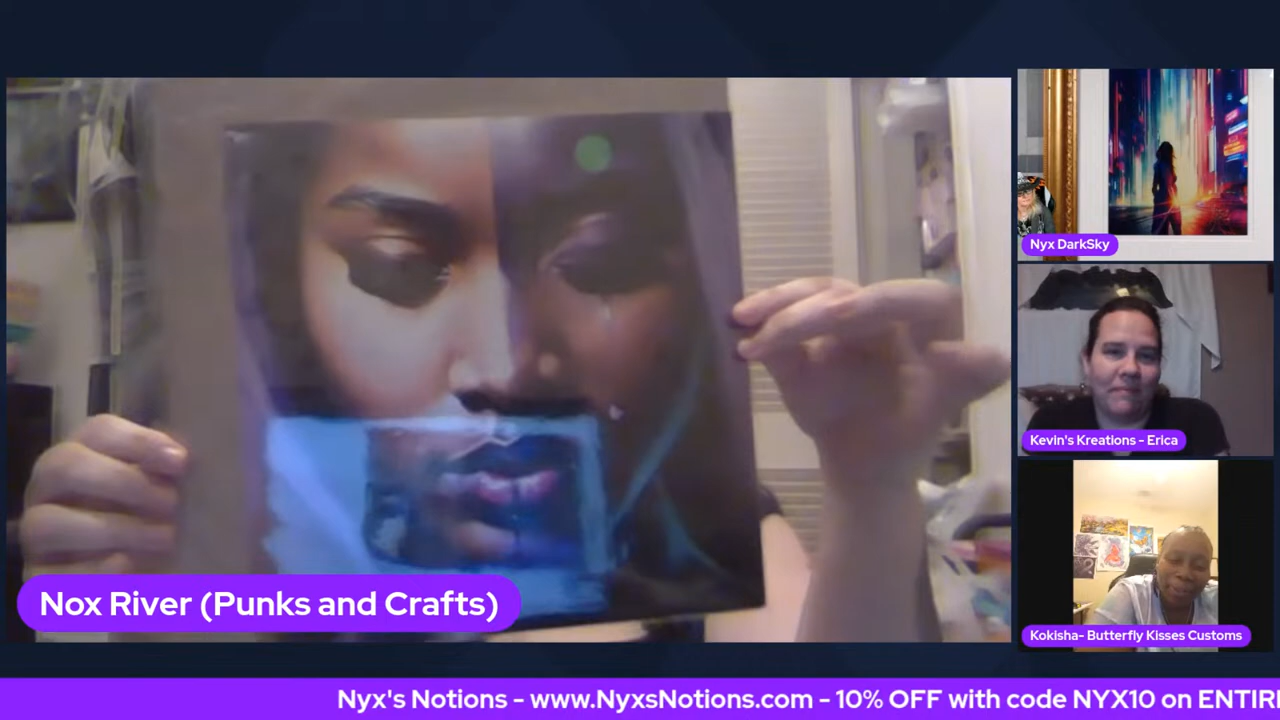 Nyx DarkSky
Kevin's Kreations - Erica
Nox River (Punks and Crafts)
Kokisha- Butterfly Kisses Customs
Nyx's Notions - www.NyxsNotions.com - 10% OFF with code NYX10 on